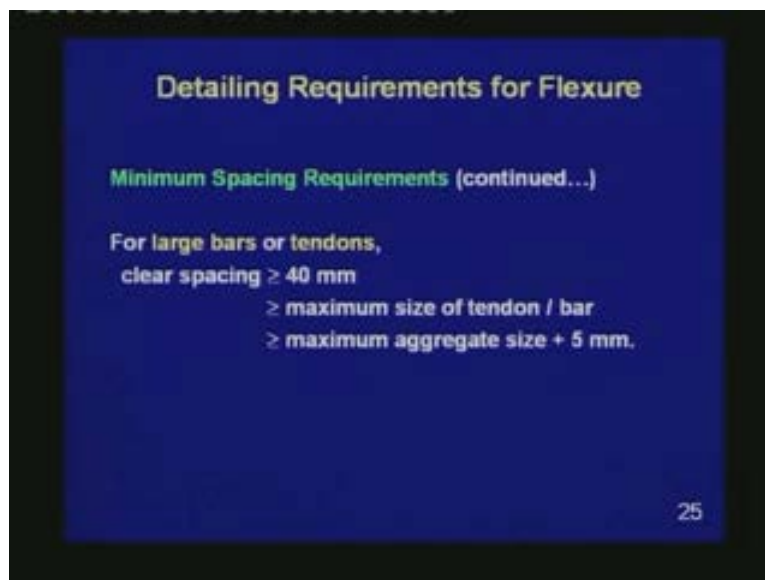 Detailing Requirements for Flexure
Minimum Spacing Requirements (continued...)
For large bars or tendons,
clear spacing ≥ 40 mm
≥ maximum size of tendon / bar
≥ maximum aggregate size + 5 mm.
25